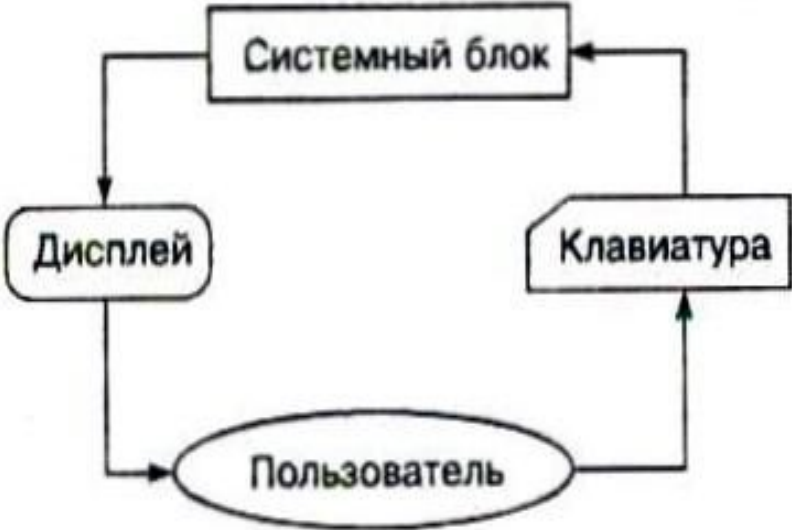 Системный блок
Дисплей
Клавиатура
Пользователь